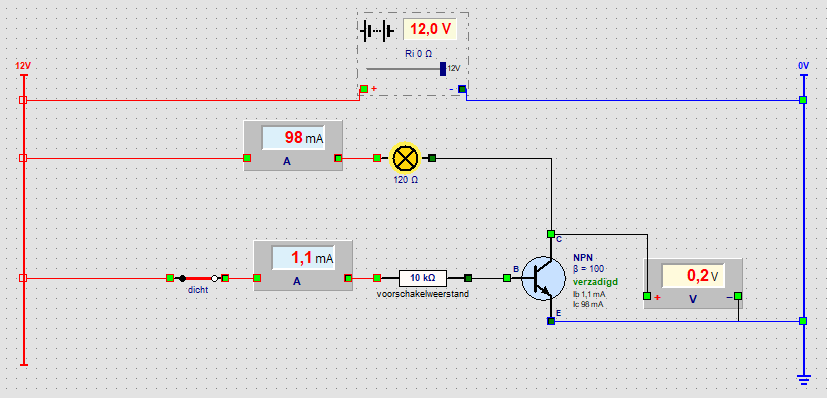 12,0 V
Ri 0 Ω
12V
+ -
12V
0V
98 mA
A
120 Ω
1,1 mA
A
dicht
10 kΩ
voorschakelweerstand
C
B
E
NPN
β = 100
verzadigd
Ib 1,1 mA
Ic 98 mA
0,2 V
+ V −